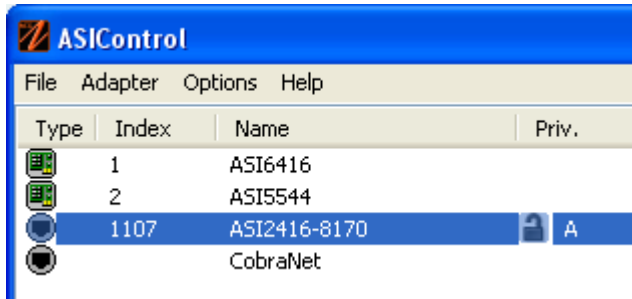 ASIControl
File Adapter Options Help
Type Index Name Priv.
1 ASI6416
2 ASI5544
1107 ASI2416-8170 A
CobraNet